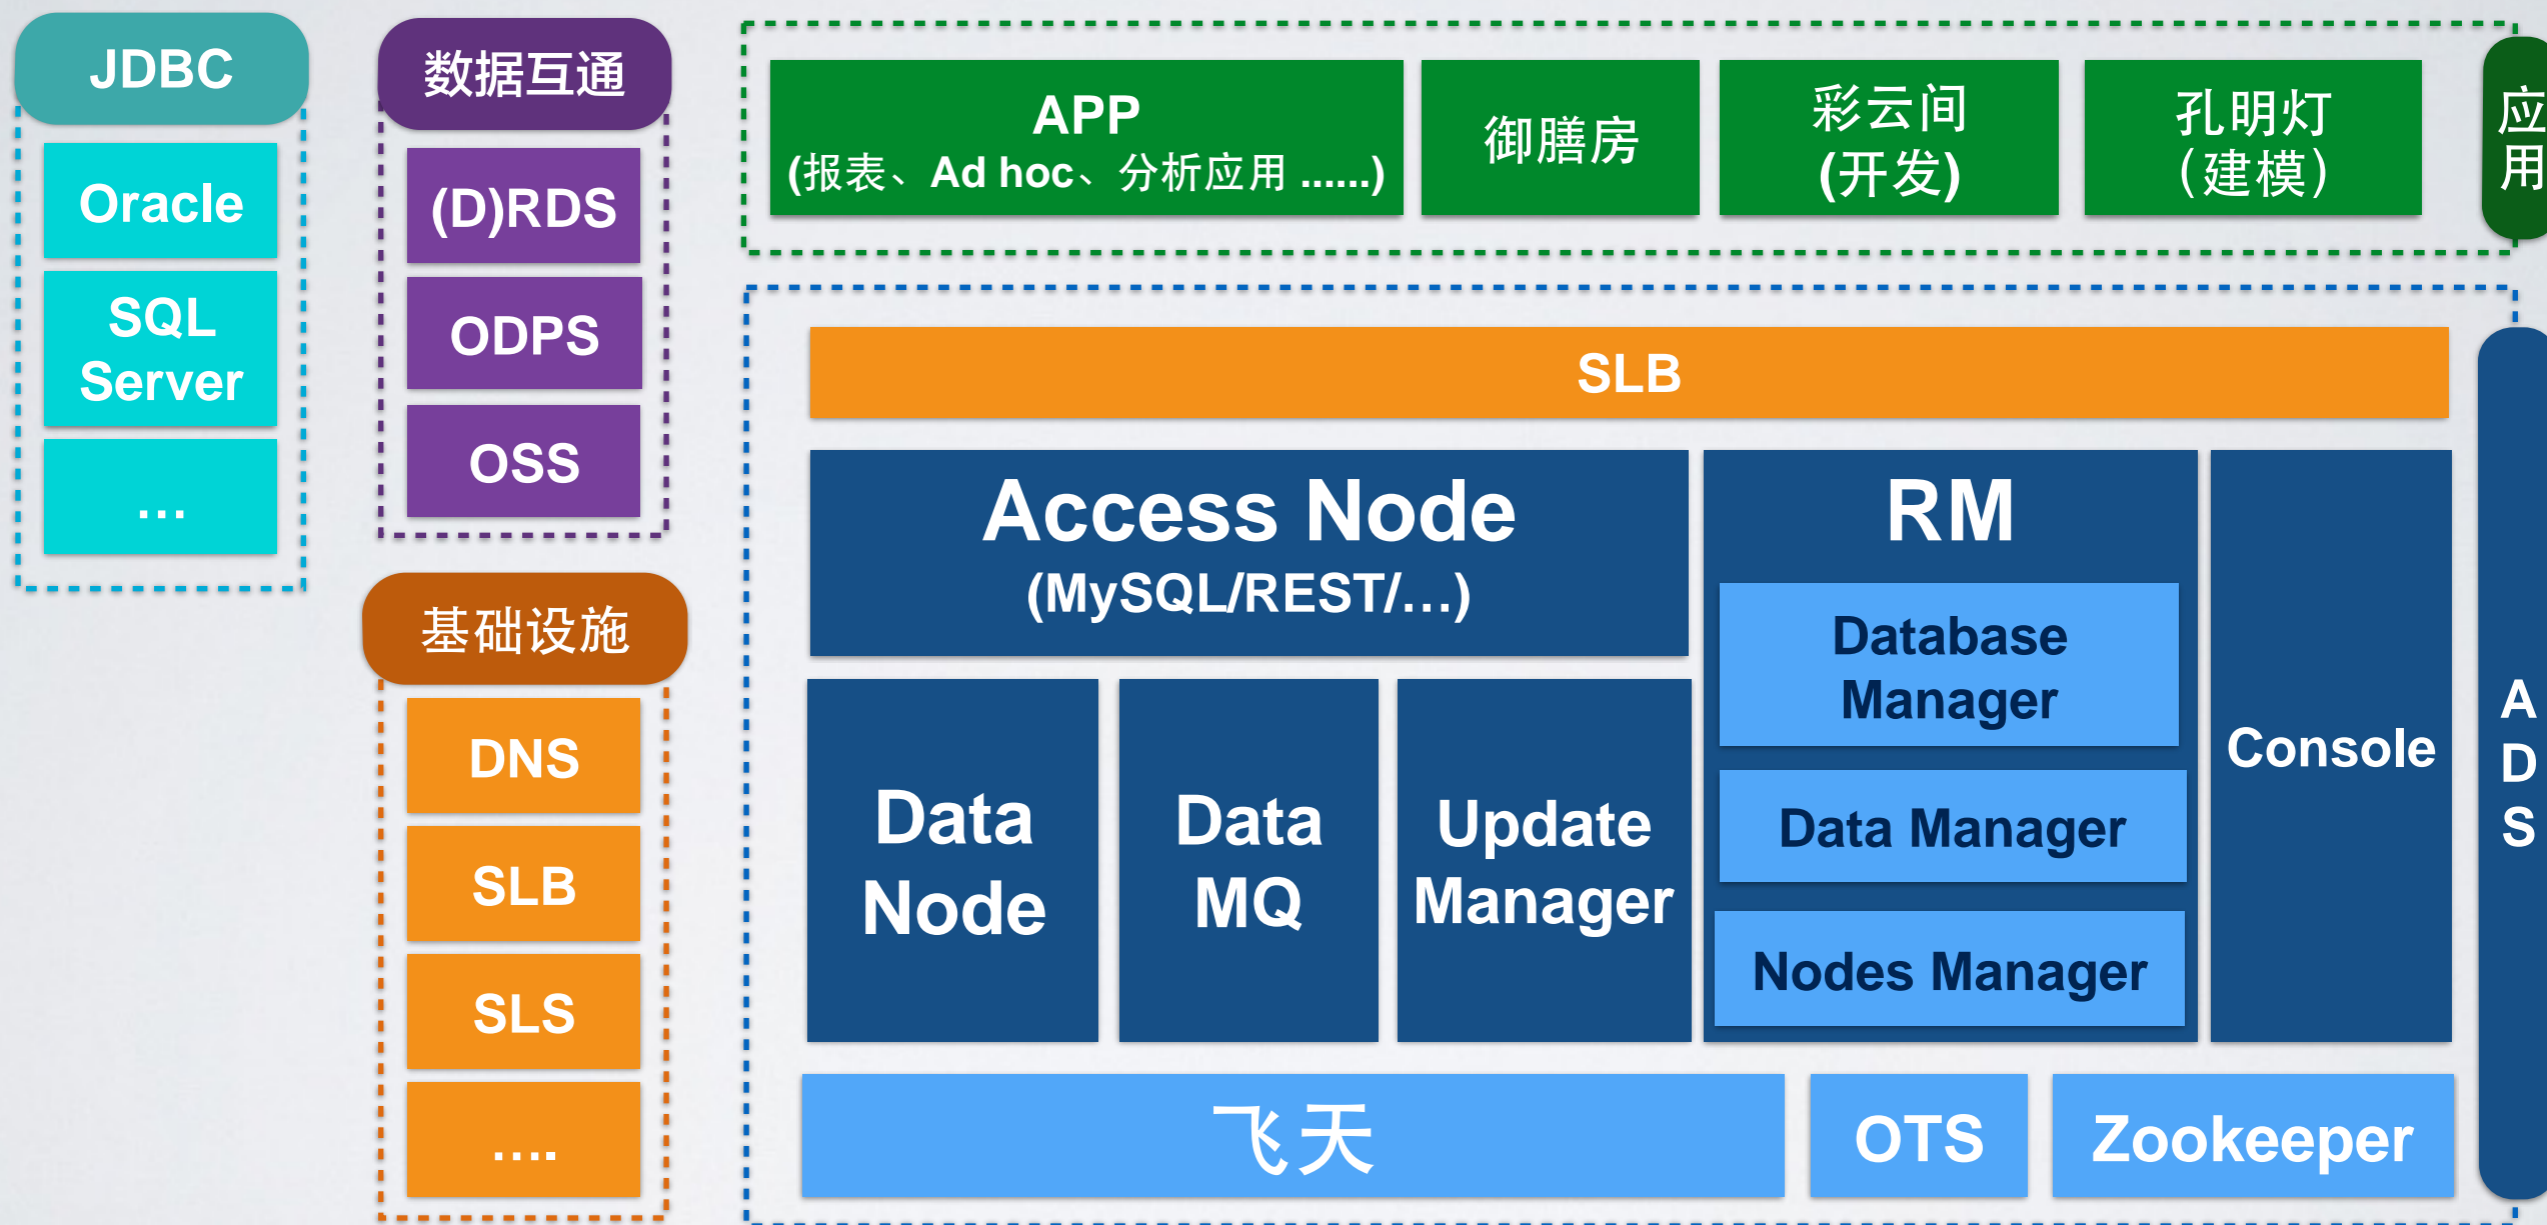 JDBC
Oracle
SQL
Server
…
数据互通
(D)RDS
ODPS
OSS
基础设施
DNS
SLB
SLS
….
APP
(报表、Ad hoc、分析应用 ......)
御膳房
彩云间
(开发)
孔明灯
（建模）
应
用
SLB
Access Node
(MySQL/REST/…)
RM
Database
Manager
Data Manager
Nodes Manager
Console
Data
Node
Data
MQ
Update
Manager
飞天
OTS
Zookeeper
A
D
S